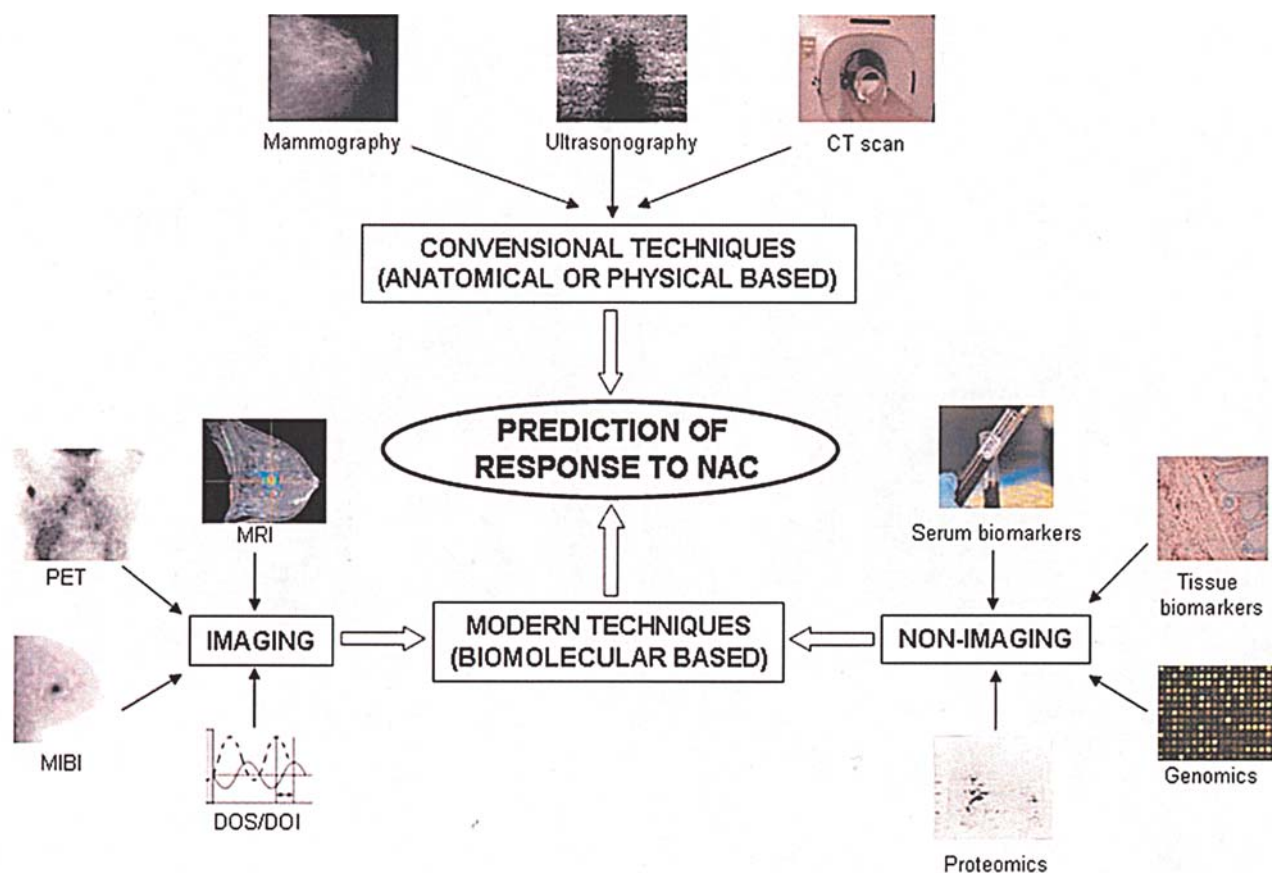 Mammography
Ultrasonography
CT scan
CONVENSIONAL TECHNIQUES
(ANATOMICAL OR PHYSICAL BASED)
PREDICTION OF
RESPONSE TO NAC
PET
MRI
Serum biomarkers
Tissue
biomarkers
IMAGING
MODERN TECHNIQUES
(BIOMOLECULAR BASED)
NON-IMAGING
MIBI
DOS/DOI
Proteomics
Genomics